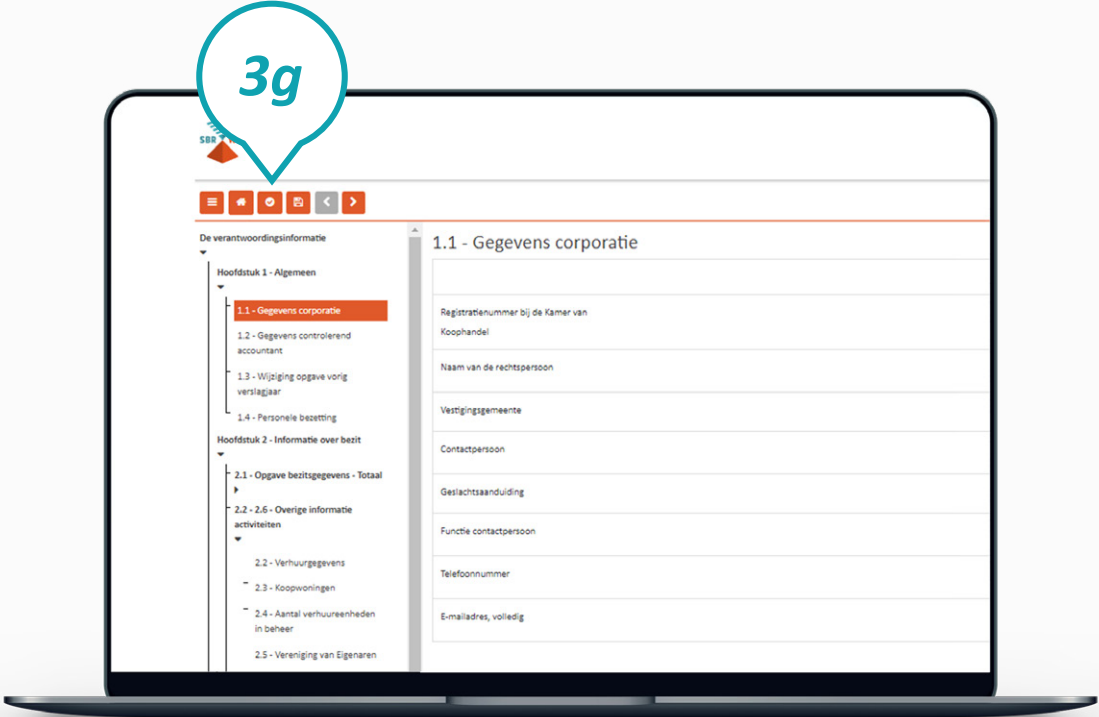 3g
SBR
De verantwoordingsinformatie
Hoofdstuk 1 - Algemeen
1.1 - Gegevens corporatie
1.2 - Gegevens controlerend
accountant
1.3 - Wijziging opgave vorig
verslagjaar
1.4 - Personele bezetting
Hoofdstuk 2 - Informatie over bezit
2.1 - Opgave bezitsgegevens - Totaal
2.2 - 2.6 - Overige informatie
activiteiten
2.2 - Verhuurgegevens
2.3 - Koopwoningen
2.4 - Aantal verhuureenheden
in beheer
2.5 - Vereniging van Eigenaren
1.1 - Gegevens corporatie
Registratienummer bij de Kamer van
Koophandel
Naam van de rechtspersoon
Vestigingsgemeente
Contactpersoon
Geslachtsaanduiding
Functie contactpersoon
Telefoonnummer
E-mailadres, volledig